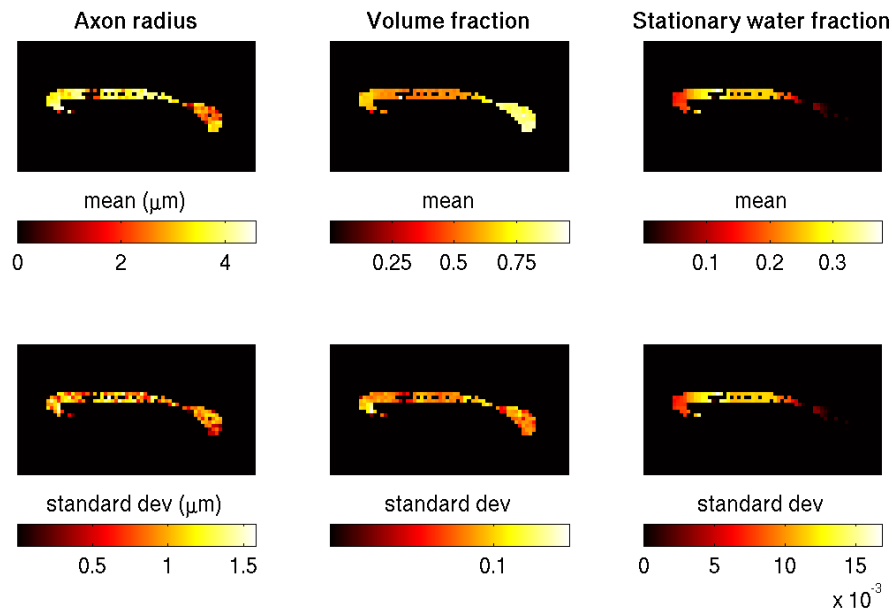 Axon radius Volume fraction Stationary water fraction
mean (μm) mean mean
0 2 4 0.25 0.5 0.75 0.1 0.2 0.3
standard dev (μm) standard dev standard dev
0.5 1 1.5 0.1 0 5 10 15
x 10⁻³